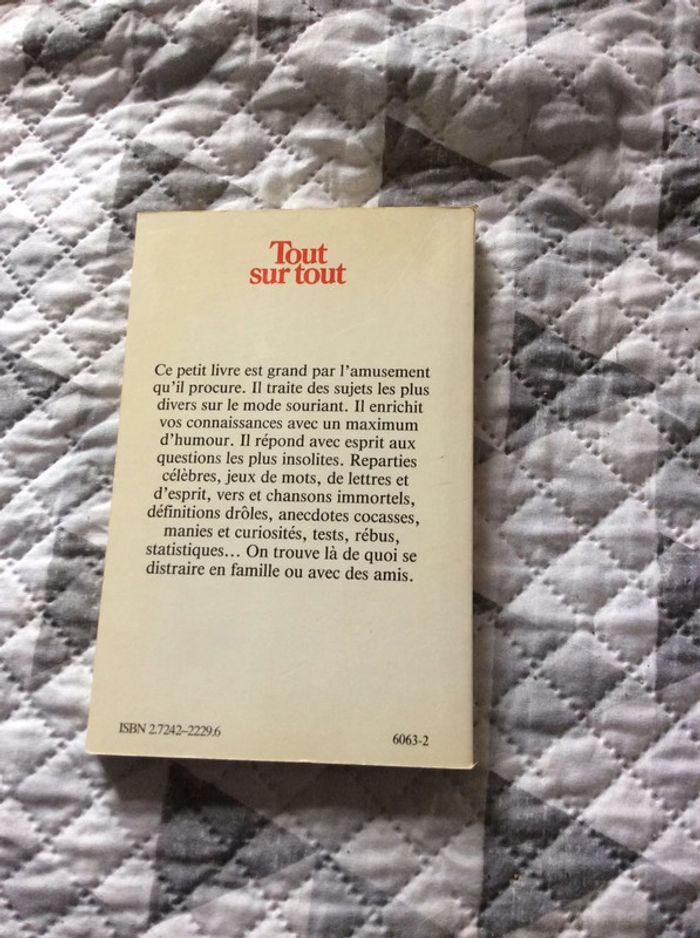 Tout
sur tout
Ce petit livre est grand par l'amusement
qu'il procure. Il traite des sujets les plus
divers sur le mode souriant. Il enrichit
vos connaissances avec un maximum
d'humour. Il répond avec esprit aux
questions les plus insolites. Reparties
célèbres, jeux de mots, de lettres et
d'esprit, vers et chansons immortels,
définitions drôles, anecdotes cocasses,
manies et curiosités, tests, rébus,
statistiques... On trouve là de quoi se
distraire en famille ou avec des amis.
ISBN 2.7242-2229.6
6063-2